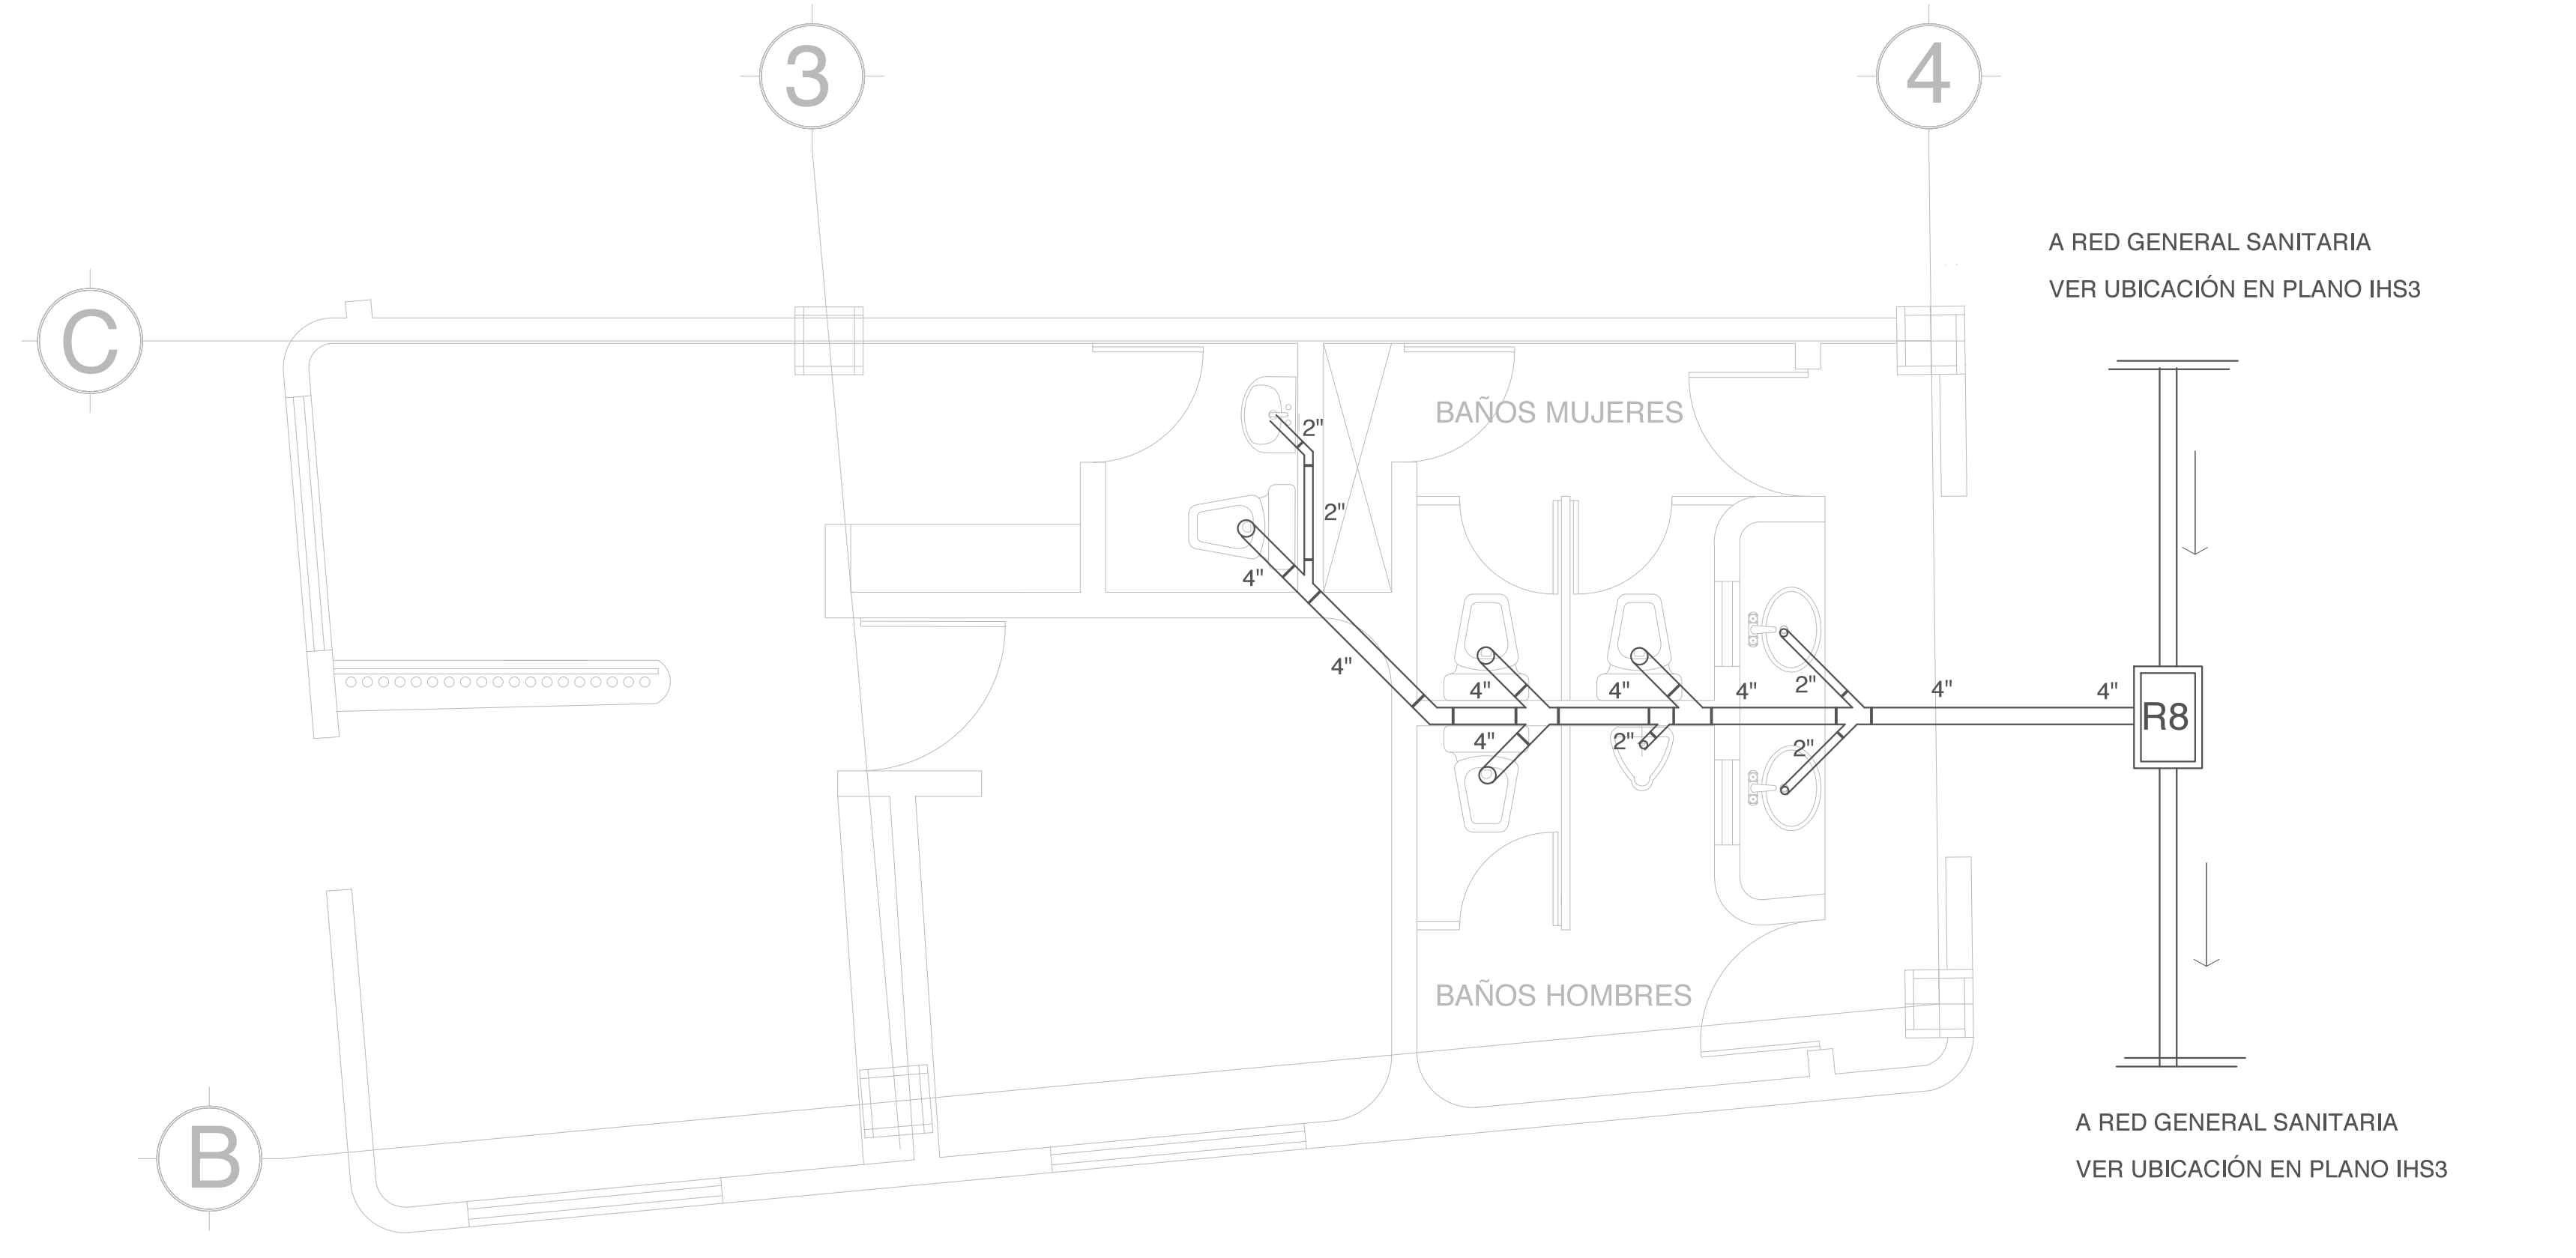 3
4
A RED GENERAL SANITARIA
VER UBICACIÓN EN PLANO IHS3
C
BAÑOS MUJERES
2"
2"
4"
4"
4"
4"
4"
2"
4"
4"
R8
4"
2"
2"
BAÑOS HOMBRES
A RED GENERAL SANITARIA
VER UBICACIÓN EN PLANO IHS3
B